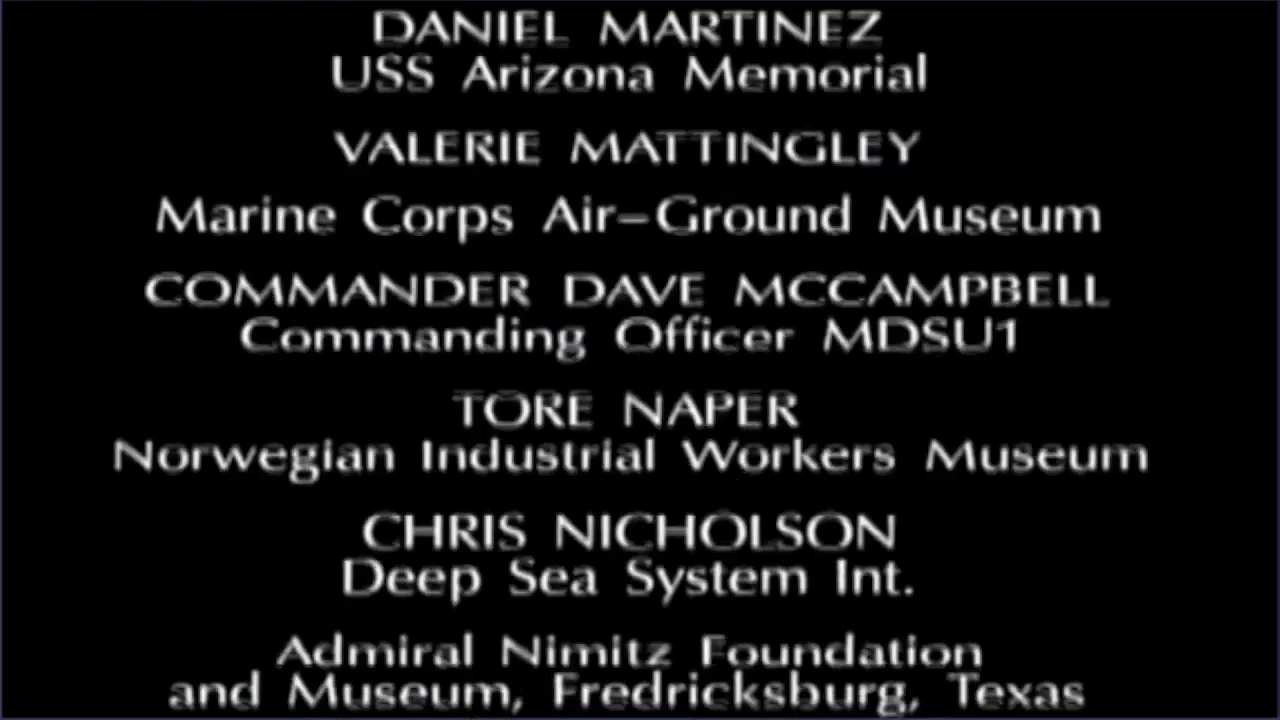 DANIEL MARTINEZ
USS Arizona Memorial
VALERIE MATTINGLEY
Marine Corps Air–Ground Museum
COMMANDER DAVE MCCAMPBELL
Commanding Officer MDSU1
TORE NAPER
Norwegian Industrial Workers Museum
CHRIS NICHOLSON
Deep Sea System Int.
Admiral Nimitz Foundation
and Museum, Fredricksburg, Texas